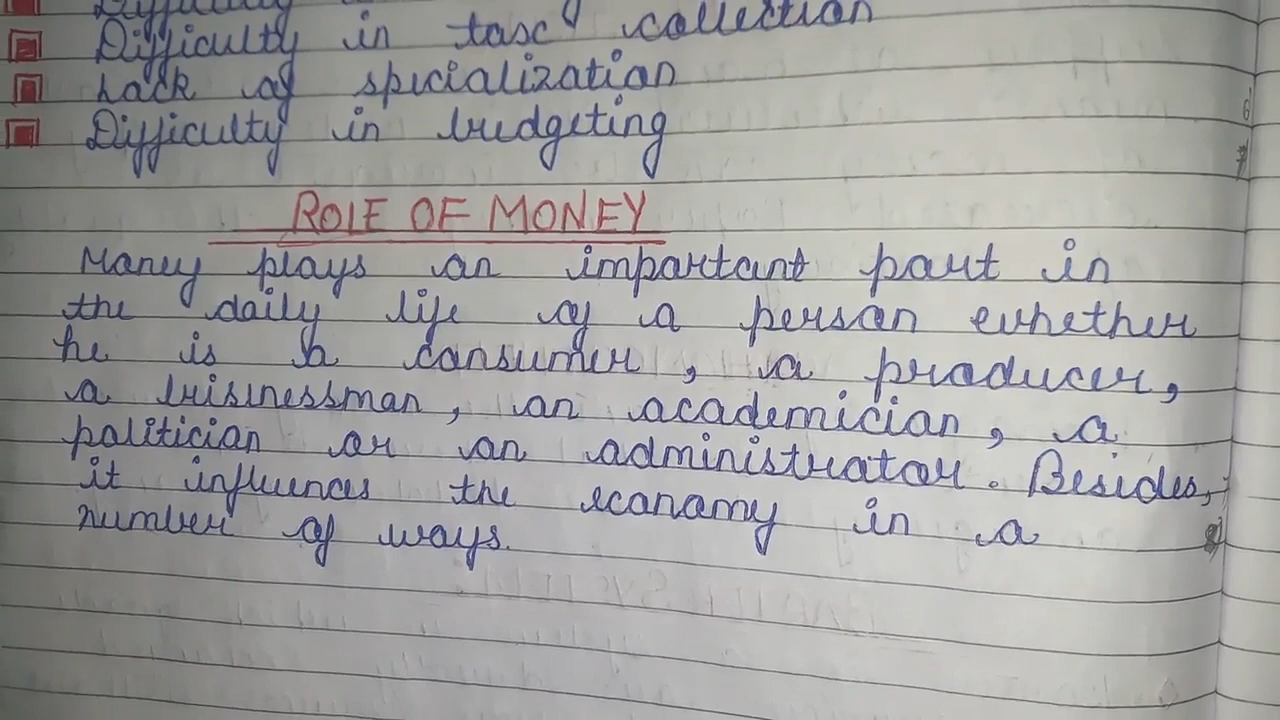 Difficulty
Difficulty in tax collection
Lack of specialization
Difficulty in budgeting
ROLE OF MONEY
Money plays an important part in
the daily life of a person whether
he is a consumer, a producer,
a businessman, an academician, a
politician or an administrator. Besides,
it influences the economy in a
number of ways.